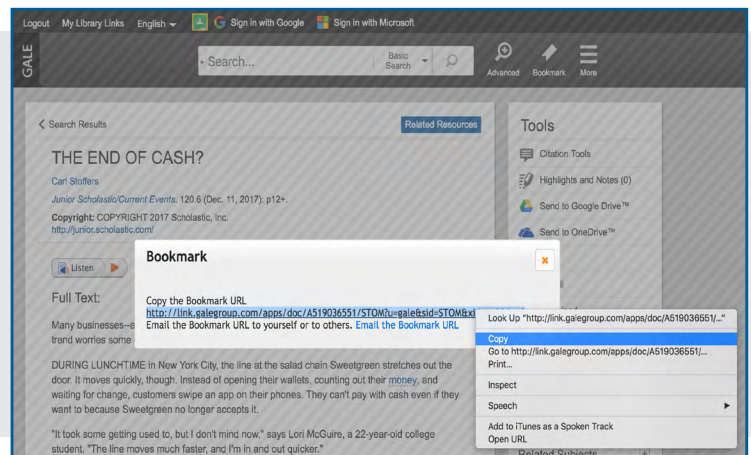 Logout My Library Links English Sign in with Google Sign in with Microsoft
GALE
Search...
Basic Search
Advanced Bookmark More
Search Results
Related Resources
THE END OF CASH?
Carl Stoffers
Junior Scholastic/Current Events. 120.6 (Dec. 11, 2017): p12+.
Copyright: COPYRIGHT 2017 Scholastic, Inc.
http://junior.scholastic.com/
Listen
Full Text:
Many businesses--a
trend worries some
DURING LUNCHTIME in New York City, the line at the salad chain Sweetgreen stretches out the
door. It moves quickly, though. Instead of opening their wallets, counting out their money, and
waiting for change, customers swipe an app on their phones. They can't pay with cash even if they
want to because Sweetgreen no longer accepts it.
"It took some getting used to, but I don't mind now," says Lori McGuire, a 22-year-old college
student. "The line moves much faster, and I'm in and out quicker."
Bookmark
×
Copy the Bookmark URL
http://link.galegroup.com/apps/doc/A519036551/STOM?u=gale&sid=STOM&xi
Email the Bookmark URL to yourself or to others. Email the Bookmark URL
Tools
Citation Tools
Highlights and Notes (0)
Send to Google Drive™
Send to OneDrive™
Look Up "http://link.galegroup.com/apps/doc/A519036551/..."
Copy
Go to http://link.galegroup.com/apps/doc/A519036551/...
Print...
Inspect
Speech
Add to iTunes as a Spoken Track
Open URL
Related Subjects